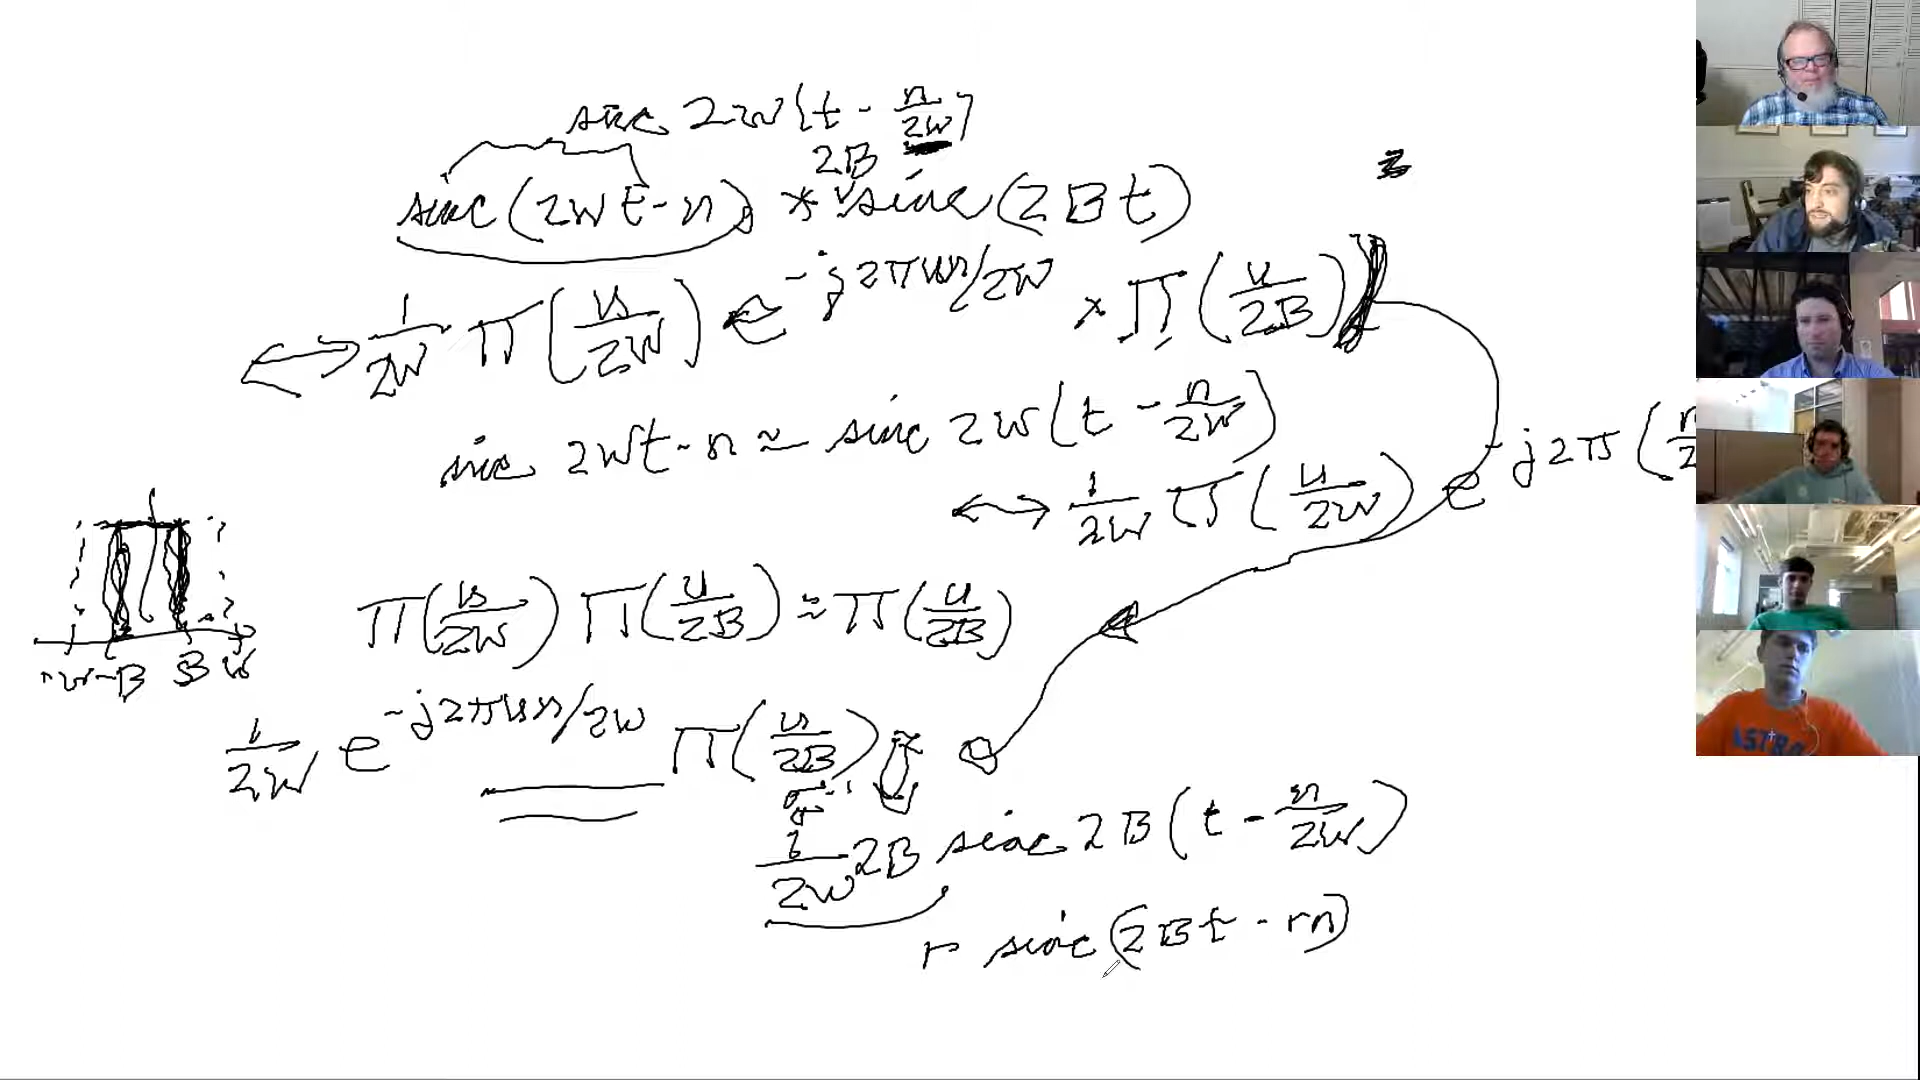 sinc 2W[t - n/2W]
2B
sinc(2Wt-n) * sinc(2Bt)
↔ 1/2W Π(u/2W) e^{-j2πun/2W} × Π(u/2B)
sinc 2Wt-n ≈ sinc 2W(t - n/2W)
↔ 1/2W Π(u/2W) e^{-j2π(n/2
-W -B B W
Π(u/2W) Π(u/2B) ≈ Π(u/2B)
1/2W e^{-j2πun/2W} Π(u/2B)
1/2W 2B sinc 2B(t - n/2W)
r sinc(2Bt - rn)
ASTRO